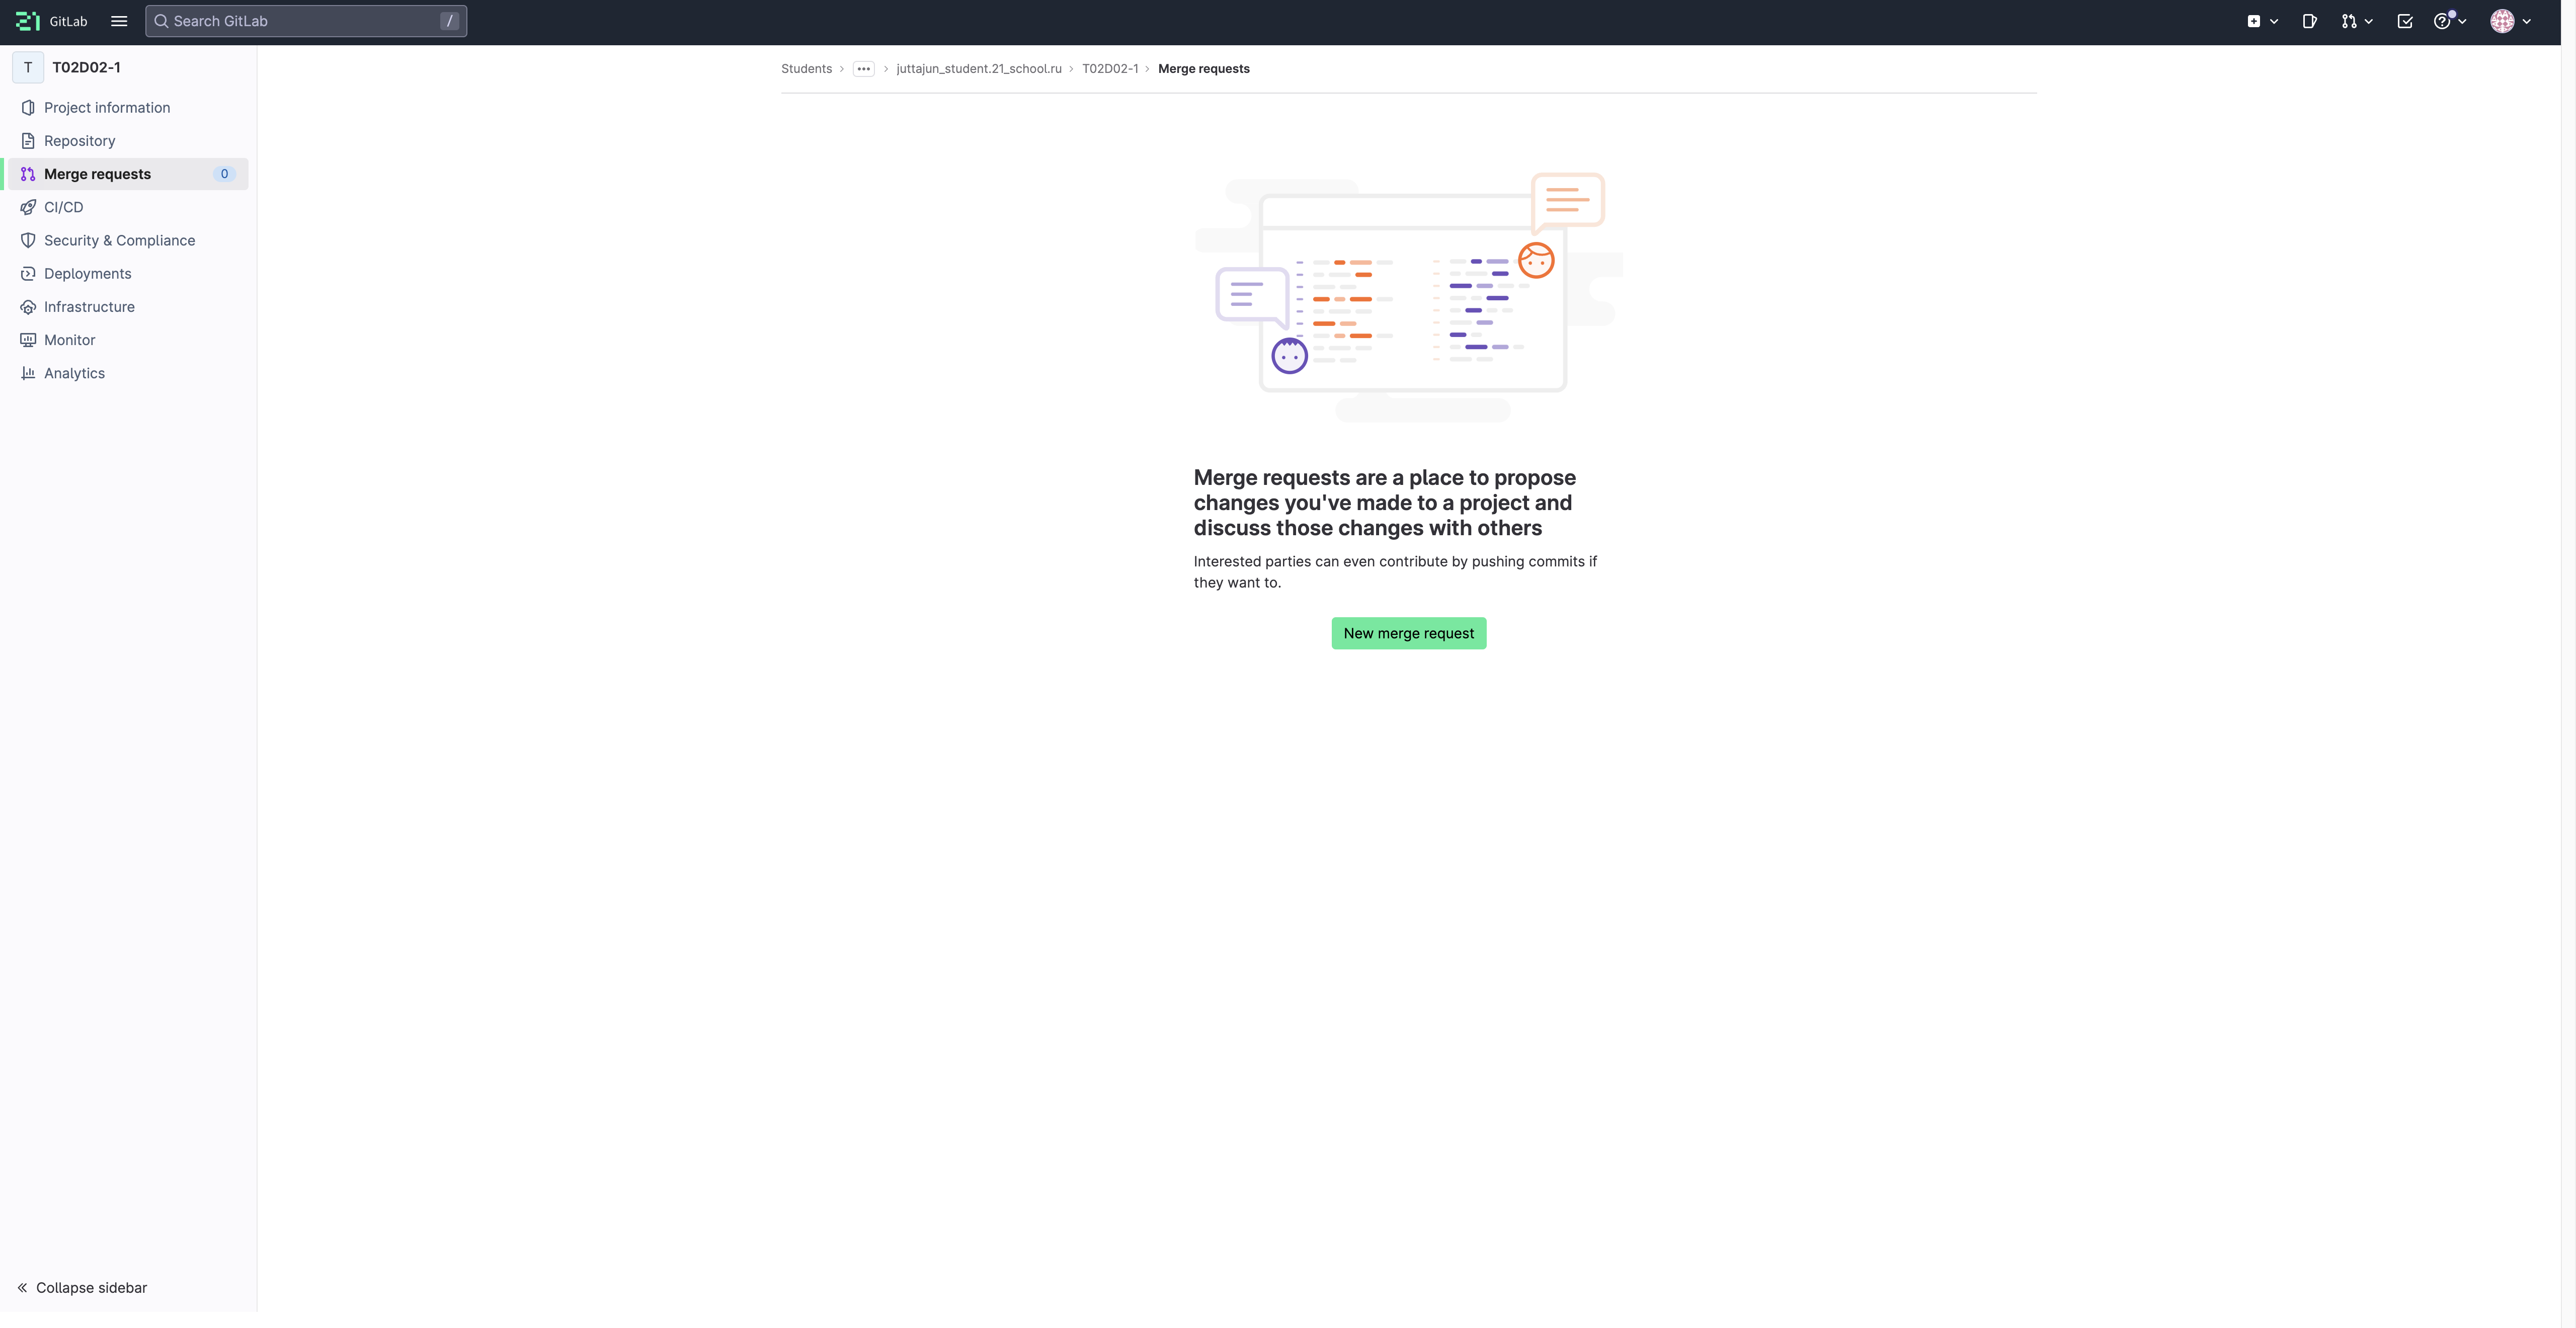 GitLab
Search GitLab
/
T
T02D02-1
Students
juttajun_student.21_school.ru
T02D02-1
Merge requests
Project information
Repository
Merge requests
0
CI/CD
Security & Compliance
Deployments
Infrastructure
Monitor
Analytics
Merge requests are a place to propose
changes you've made to a project and
discuss those changes with others
Interested parties can even contribute by pushing commits if
they want to.
New merge request
Collapse sidebar